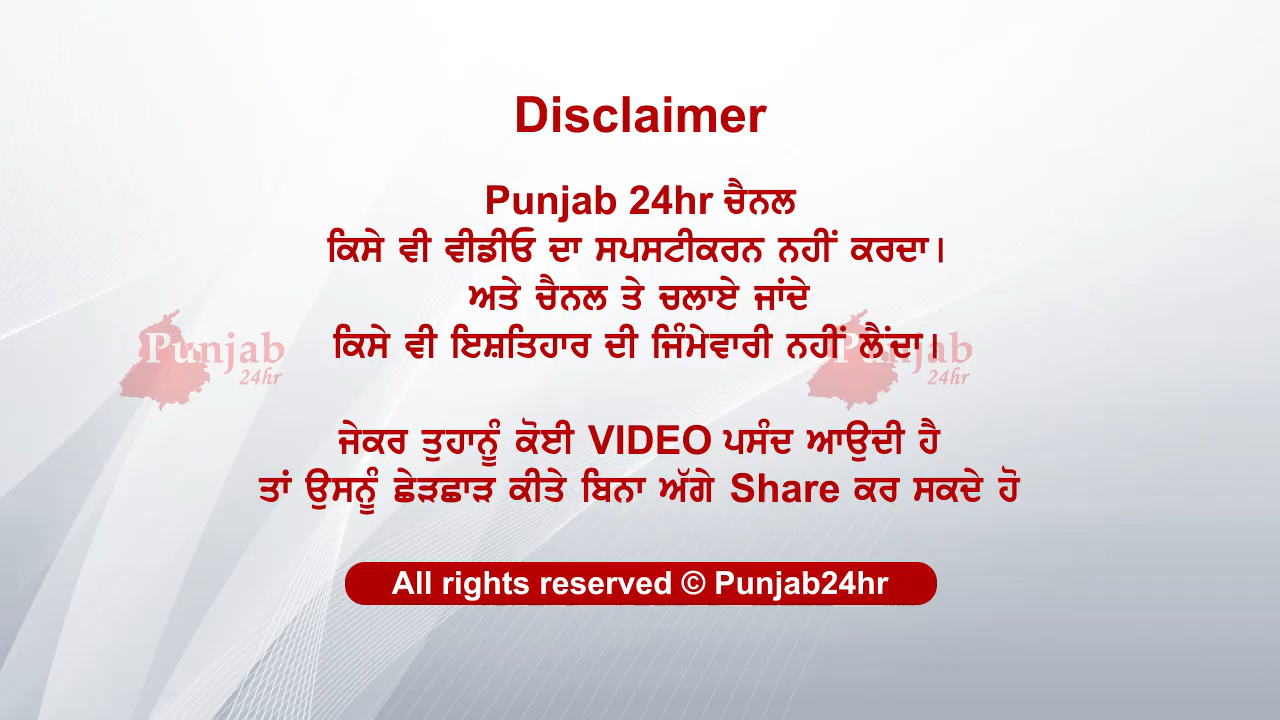 Disclaimer
Punjab 24hr ਚੈਨਲ
ਕਿਸੇ ਵੀ ਵੀਡੀਓ ਦਾ ਸਪਸਟੀਕਰਨ ਨਹੀਂ ਕਰਦਾ।
ਅਤੇ ਚੈਨਲ ਤੇ ਚਲਾਏ ਜਾਂਦੇ
Punjab
24hr
ਕਿਸੇ ਵੀ ਇਸ਼ਤਿਹਾਰ ਦੀ ਜਿੰਮੇਵਾਰੀ ਨਹੀਂ ਲੈਂਦਾ।
Punjab
24hr
ਜੇਕਰ ਤੁਹਾਨੂੰ ਕੋਈ VIDEO ਪਸੰਦ ਆਉਦੀ ਹੈ
ਤਾਂ ਉਸਨੂੰ ਛੇੜਛਾੜ ਕੀਤੇ ਬਿਨਾ ਅੱਗੇ Share ਕਰ ਸਕਦੇ ਹੋ
All rights reserved © Punjab24hr